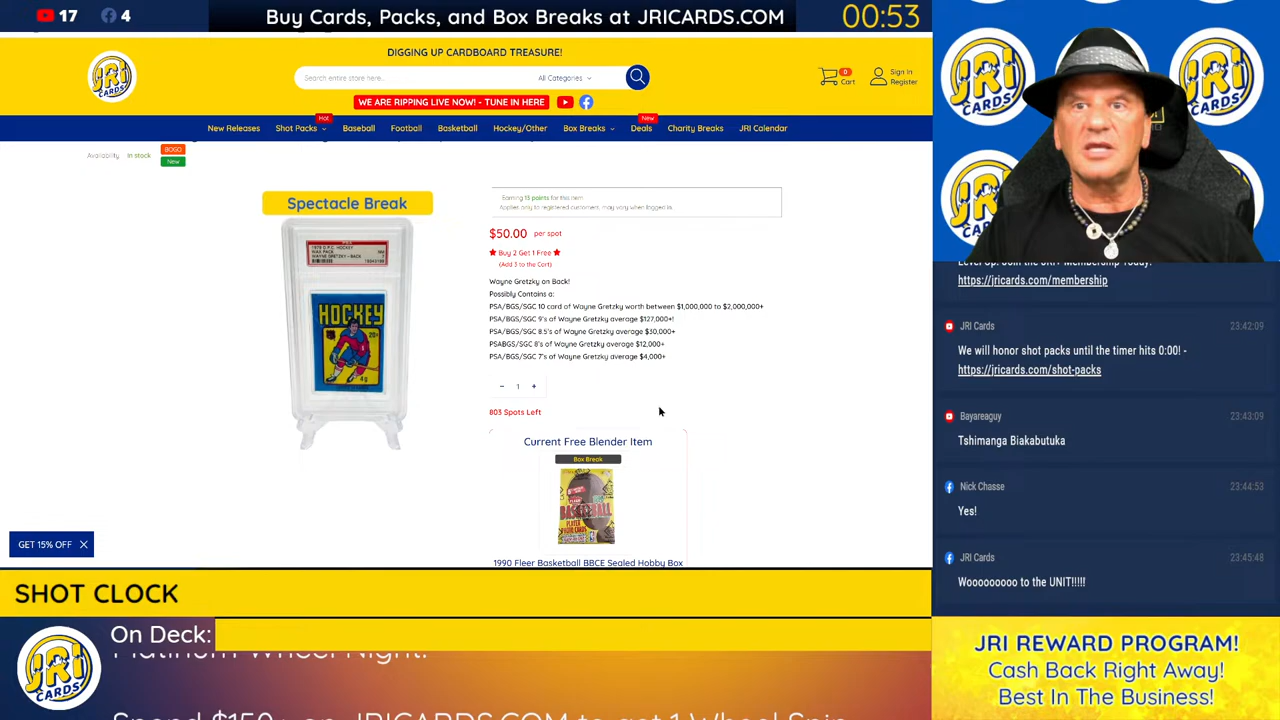 17
4
Buy Cards, Packs, and Box Breaks at JRICARDS.COM
00:53
DIGGING UP CARDBOARD TREASURE!
JRI CARDS
Search entire store here...
All Categories
0
Cart
Sign In
Register
WE ARE RIPPING LIVE NOW! - TUNE IN HERE
Hot
New
New Releases
Shot Packs
Baseball
Football
Basketball
Hockey/Other
Box Breaks
Deals
Charity Breaks
JRI Calendar
Availability
In stock
BOGO
New
Spectacle Break
HOCKEY
Earning 13 points for this item.
Applies only to registered customers, may vary when logged in.
$50.00 per spot
Buy 2 Get 1 Free
(Add 3 to the Cart)
Wayne Gretzky on Back!
Possibly Contains a:
PSA/BGS/SGC 10 card of Wayne Gretzky worth between $1,000,000 to $2,000,000+
PSA/BGS/SGC 9's of Wayne Gretzky average $127,000+!
PSA/BGS/SGC 8.5's of Wayne Gretzky average $30,000+
PSABGS/SGC 8's of Wayne Gretzky average $12,000+
PSA/BGS/SGC 7's of Wayne Gretzky average $4,000+
− 1 +
803 Spots Left
Current Free Blender Item
Box Break
BASKETBALL
1990 Fleer Basketball BBCE Sealed Hobby Box
GET 15% OFF
SHOT CLOCK
On Deck:
Platinum Wheel Night!
Spend $150+ on JRICARDS.COM to get 1 Wheel Spin
JRI CARDS
Level Up! Join the JRI+ Membership Today!
https://jricards.com/membership
JRI Cards
23:42:09
We will honor shot packs until the timer hits 0:00! -
https://jricards.com/shot-packs
Bayareaguy
23:43:09
Tshimanga Biakabutuka
Nick Chasse
23:44:53
Yes!
JRI Cards
23:45:48
Wooooooooo to the UNIT!!!!!
JRI REWARD PROGRAM!
Cash Back Right Away!
Best In The Business!